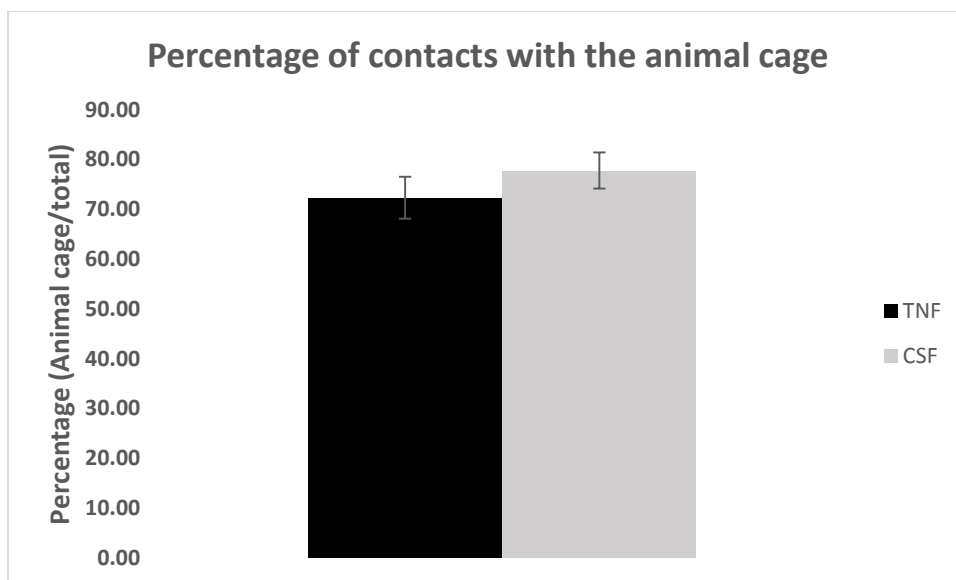 Percentage of contacts with the animal cage
Percentage (Animal cage/total)
90.00
80.00
70.00
60.00
50.00
40.00
30.00
20.00
10.00
0.00
TNF
CSF